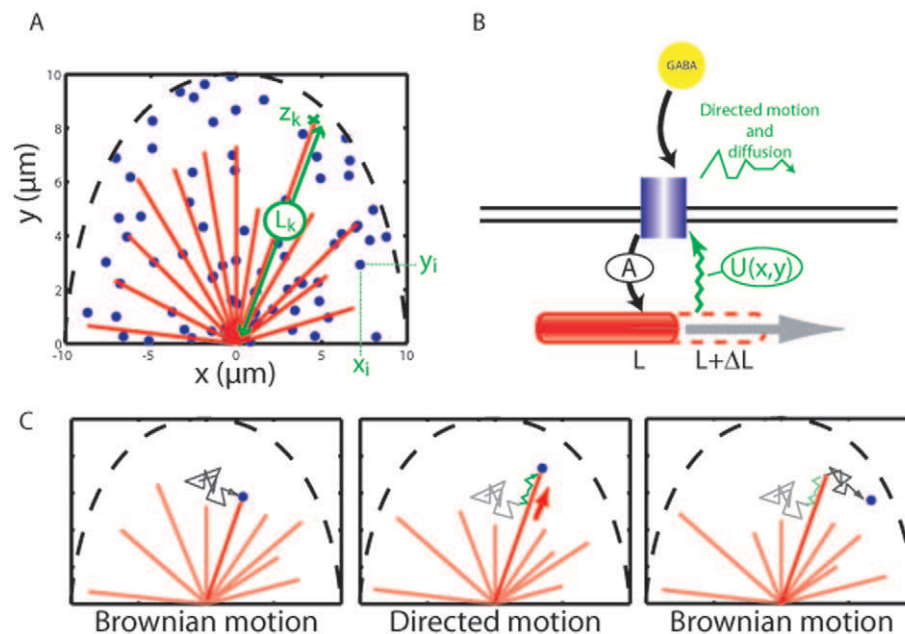 A
10
8
6
4
2
0
-10
-5
0
5
10
y (μm)
x (μm)
z_k
L_k
y_i
x_i
B
GABA
Directed motion
and
diffusion
A
U(x,y)
L
L+ΔL
C
Brownian motion
Directed motion
Brownian motion